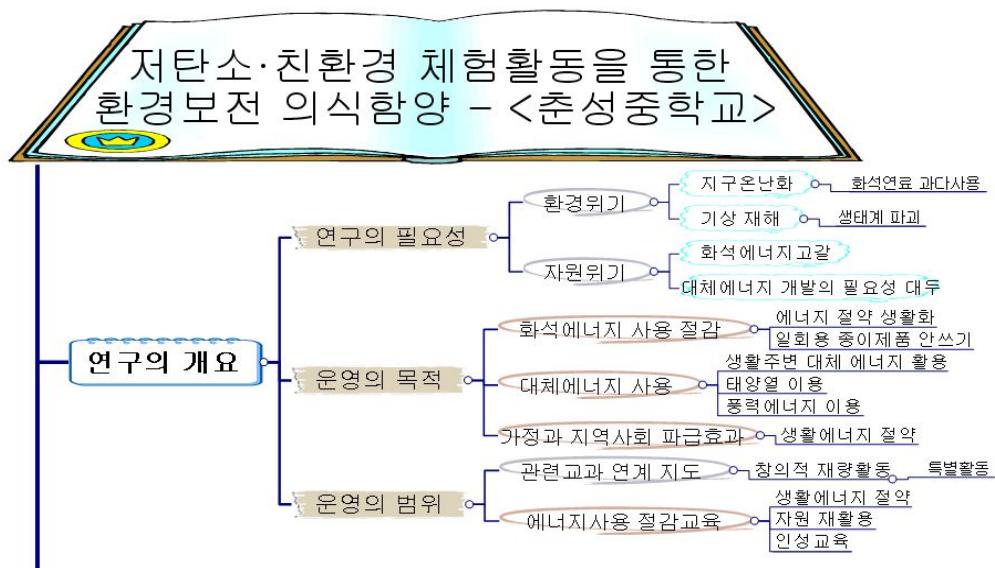 저탄소·친환경 체험활동을 통한
환경보전 의식함양 – <춘성중학교>
연구의 개요
연구의 필요성
환경위기
지구온난화
화석연료 과다사용
기상 재해
생태계 파괴
자원위기
화석에너지고갈
대체에너지 개발의 필요성 대두
운영의 목적
화석에너지 사용 절감
에너지 절약 생활화
일회용 종이제품 안쓰기
대체에너지 사용
생활주변 대체 에너지 활용
태양열 이용
풍력에너지 이용
가정과 지역사회 파급효과
생활에너지 절약
운영의 범위
관련교과 연계 지도
창의적 재량활동
특별활동
에너지사용 절감교육
생활에너지 절약
자원 재활용
인성교육